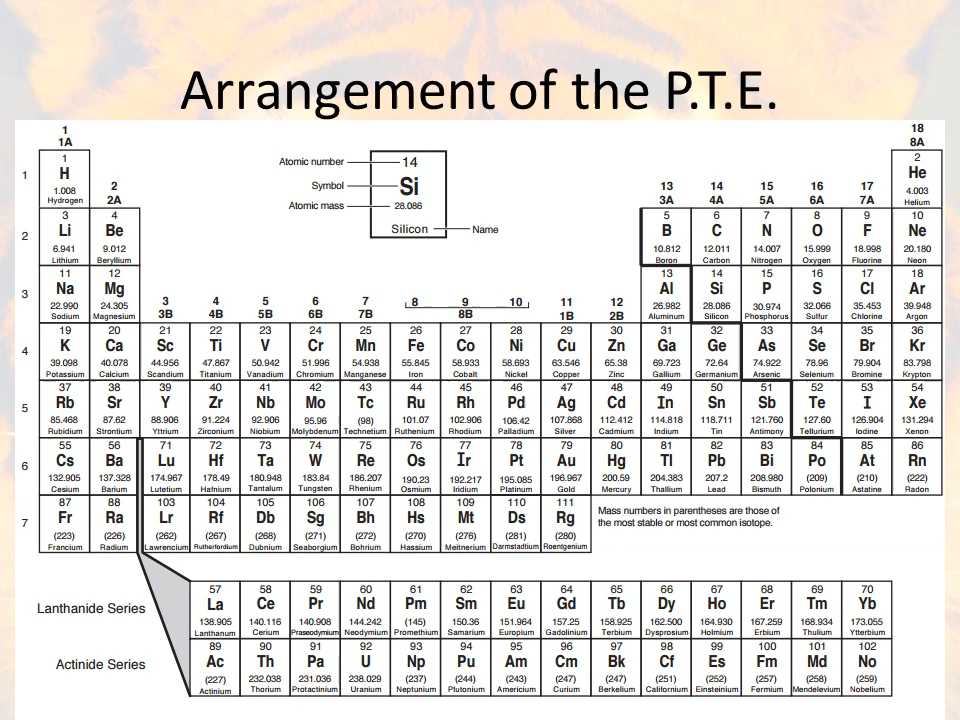 Arrangement of the P.T.E.
1 18
1A 8A
1 2
H Atomic number 14 He
1 2 13 14 15 16 17
1.008 Symbol Si 2A 3A 4A 5A 6A 7A 4.003
Hydrogen Atomic mass 28.086 Helium
Silicon Name
3 4 5 6 7 8 9 10
2 Li Be B C N O F Ne
6.941 9.012 10.812 12.011 14.007 15.999 18.998 20.180
Lithium Beryllium Boron Carbon Nitrogen Oxygen Fluorine Neon
11 12 13 14 15 16 17 18
3 Na Mg Al Si P S Cl Ar
22.990 24.305 26.982 28.086 30.974 32.066 35.453 39.948
Sodium Magnesium Aluminum Silicon Phosphorus Sulfur Chlorine Argon
3 4 5 6 7 8 9 10 11 12
3B 4B 5B 6B 7B 8B 1B 2B
19 20 21 22 23 24 25 26 27 28 29 30 31 32 33 34 35 36
4 K Ca Sc Ti V Cr Mn Fe Co Ni Cu Zn Ga Ge As Se Br Kr
39.098 40.078 44.956 47.867 50.942 51.996 54.938 55.845 58.933 58.693 63.546 65.38 69.723 72.64 74.922 78.96 79.904 83.798
Potassium Calcium Scandium Titanium Vanadium Chromium Manganese Iron Cobalt Nickel Copper Zinc Gallium Germanium Arsenic Selenium Bromine Krypton
37 38 39 40 41 42 43 44 45 46 47 48 49 50 51 52 53 54
5 Rb Sr Y Zr Nb Mo Tc Ru Rh Pd Ag Cd In Sn Sb Te I Xe
85.468 87.62 88.906 91.224 92.906 95.96 (98) 101.07 102.906 106.42 107.868 112.412 114.818 118.711 121.760 127.60 126.904 131.294
Rubidium Strontium Yttrium Zirconium Niobium Molybdenum Technetium Ruthenium Rhodium Palladium Silver Cadmium Indium Tin Antimony Tellurium Iodine Xenon
55 56 71 72 73 74 75 76 77 78 79 80 81 82 83 84 85 86
6 Cs Ba Lu Hf Ta W Re Os Ir Pt Au Hg Tl Pb Bi Po At Rn
132.905 137.328 174.967 178.49 180.948 183.84 186.207 190.23 192.217 195.085 196.967 200.59 204.383 207.2 208.980 (209) (210) (222)
Cesium Barium Lutetium Hafnium Tantalum Tungsten Rhenium Osmium Iridium Platinum Gold Mercury Thallium Lead Bismuth Polonium Astatine Radon
87 88 103 104 105 106 107 108 109 110 111
7 Fr Ra Lr Rf Db Sg Bh Hs Mt Ds Rg
(223) (226) (262) (267) (268) (271) (272) (270) (276) (281) (280)
Francium Radium Lawrencium Rutherfordium Dubnium Seaborgium Bohrium Hassium Meitnerium Darmstadtium Roentgenium
Mass numbers in parentheses are those of
the most stable or most common isotope.
57 58 59 60 61 62 63 64 65 66 67 68 69 70
Lanthanide Series La Ce Pr Nd Pm Sm Eu Gd Tb Dy Ho Er Tm Yb
138.905 140.116 140.908 144.242 (145) 150.36 151.964 157.25 158.925 162.500 164.930 167.259 168.934 173.055
Lanthanum Cerium Praseodymium Neodymium Promethium Samarium Europium Gadolinium Terbium Dysprosium Holmium Erbium Thulium Ytterbium
89 90 91 92 93 94 95 96 97 98 99 100 101 102
Actinide Series Ac Th Pa U Np Pu Am Cm Bk Cf Es Fm Md No
(227) 232.038 231.036 238.029 (237) (244) (243) (247) (247) (251) (252) (257) (258) (259)
Actinium Thorium Protactinium Uranium Neptunium Plutonium Americium Curium Berkelium Californium Einsteinium Fermium Mendelevium Nobelium